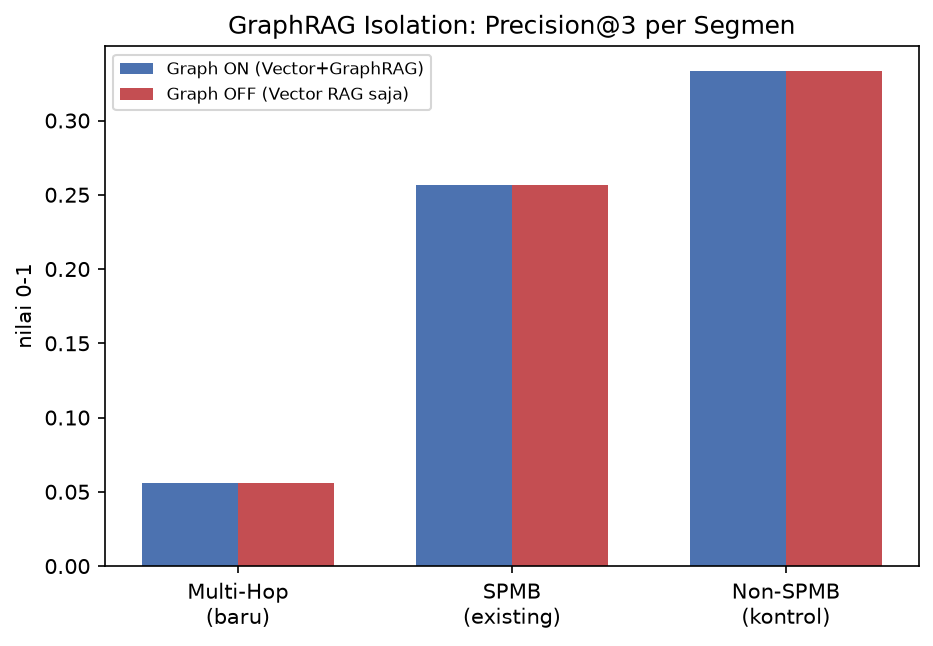 GraphRAG Isolation: Precision@3 per Segmen
Graph ON (Vector+GraphRAG)
Graph OFF (Vector RAG saja)
nilai 0-1
0.30
0.25
0.20
0.15
0.10
0.05
0.00
Multi-Hop
(baru)
SPMB
(existing)
Non-SPMB
(kontrol)